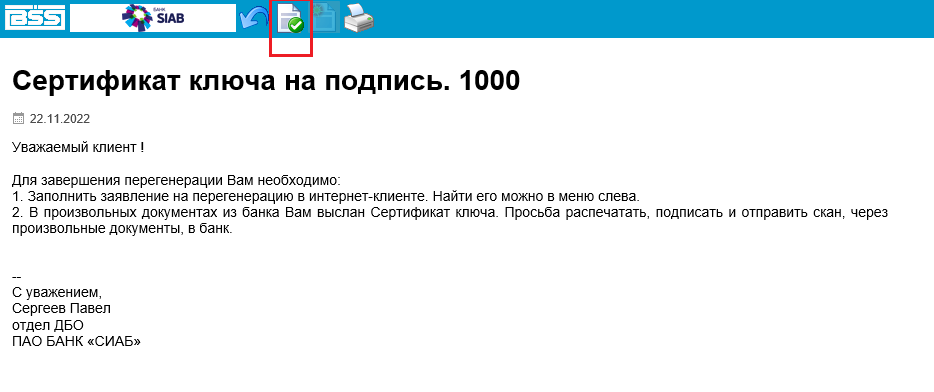 BSS
БАНК
SIAB
Сертификат ключа на подпись. 1000
22.11.2022
Уважаемый клиент !
Для завершения перегенерации Вам необходимо:
1. Заполнить заявление на перегенерацию в интернет-клиенте. Найти его можно в меню слева.
2. В произвольных документах из банка Вам выслан Сертификат ключа. Просьба распечатать, подписать и отправить скан, через
произвольные документы, в банк.
--
С уважением,
Сергеев Павел
отдел ДБО
ПАО БАНК «СИАБ»